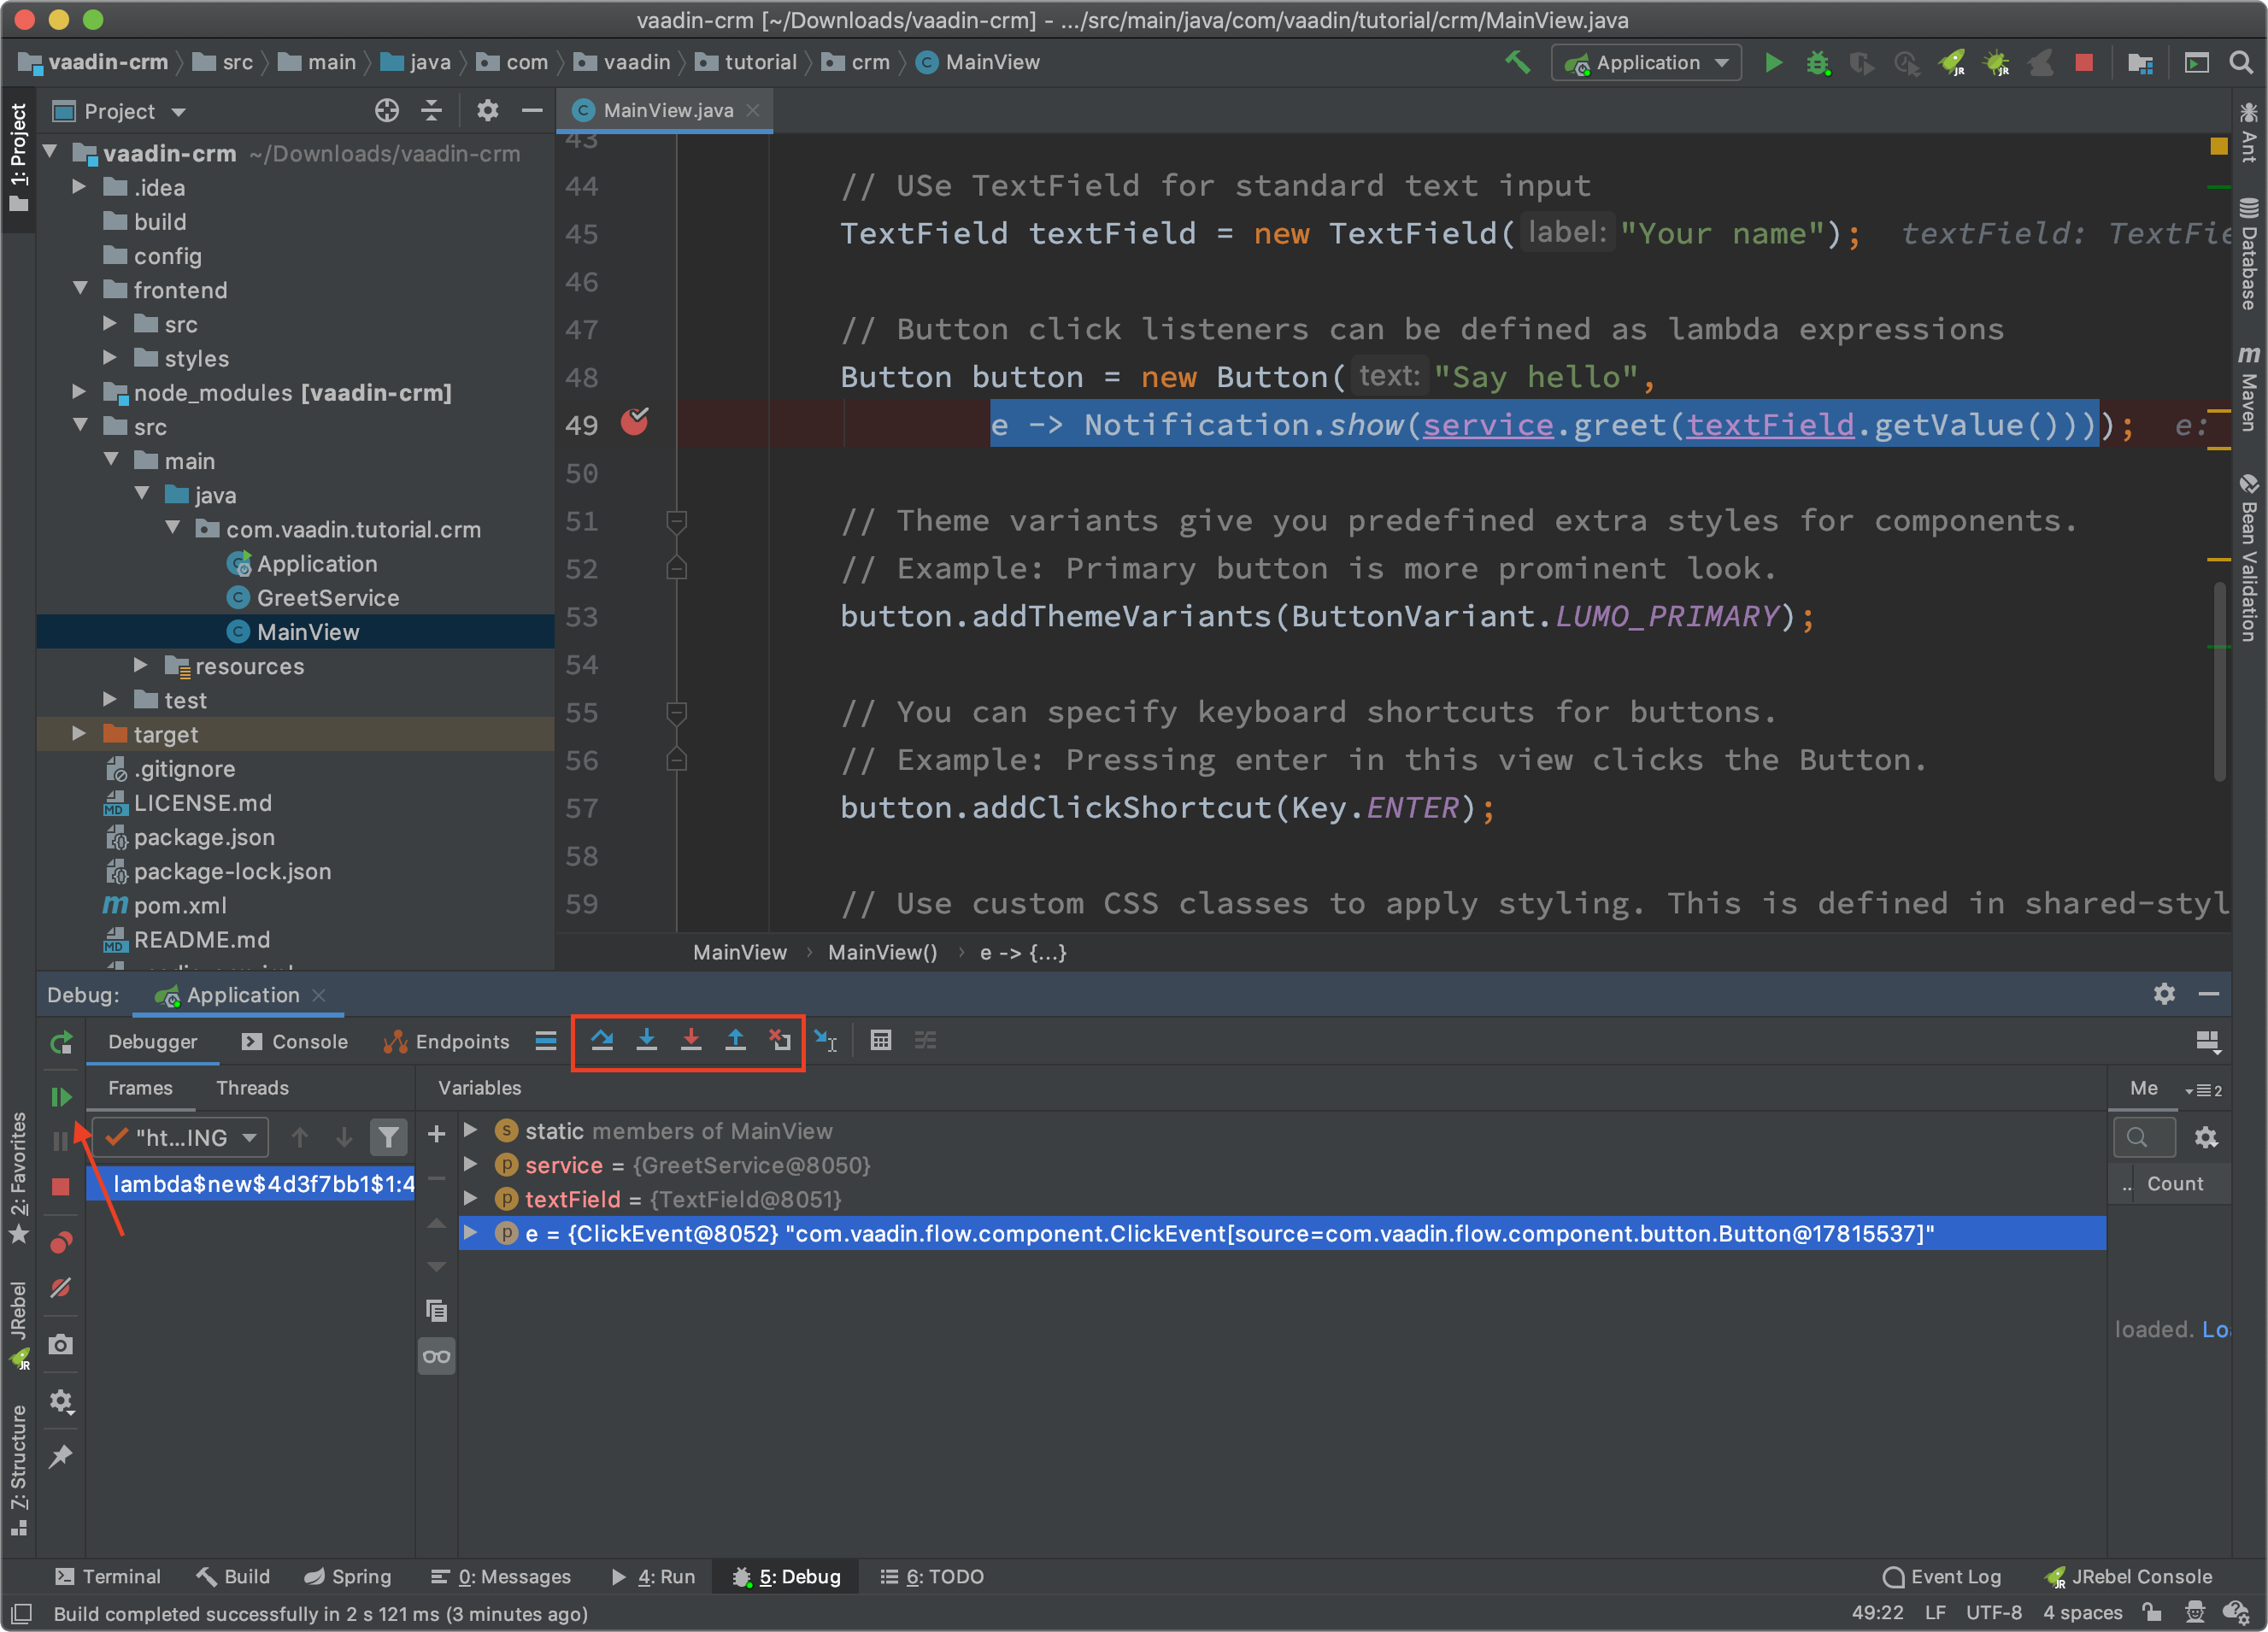 vaadin-crm [~/Downloads/vaadin-crm] - .../src/main/java/com/vaadin/tutorial/crm/MainView.java
vaadin-crm src main java com vaadin tutorial crm MainView
Application
1: Project
Project
MainView.java
vaadin-crm ~/Downloads/vaadin-crm
.idea
build
config
frontend
src
styles
node_modules [vaadin-crm]
src
main
java
com.vaadin.tutorial.crm
Application
GreetService
MainView
resources
test
target
.gitignore
LICENSE.md
package.json
package-lock.json
pom.xml
README.md
43
44 // USe TextField for standard text input
45 TextField textField = new TextField( label: "Your name"); textField: TextFie
46
47 // Button click listeners can be defined as lambda expressions
48 Button button = new Button( text: "Say hello",
49 e -> Notification.show(service.greet(textField.getValue()))); e:
50
51 // Theme variants give you predefined extra styles for components.
52 // Example: Primary button is more prominent look.
53 button.addThemeVariants(ButtonVariant.LUMO_PRIMARY);
54
55 // You can specify keyboard shortcuts for buttons.
56 // Example: Pressing enter in this view clicks the Button.
57 button.addClickShortcut(Key.ENTER);
58
59 // Use custom CSS classes to apply styling. This is defined in shared-styl
MainView › MainView() › e -> {...}
Ant
Database
Maven
Bean Validation
Debug: Application
Debugger Console Endpoints
Frames Threads Variables Me 2
"ht...ING
lambda$new$4d3f7bb1$1:4
static members of MainView
service = {GreetService@8050}
textField = {TextField@8051}
e = {ClickEvent@8052} "com.vaadin.flow.component.ClickEvent[source=com.vaadin.flow.component.button.Button@17815537]"
.. Count
loaded. Loa
2: Favorites
JRebel
7: Structure
Terminal Build Spring 0: Messages 4: Run 5: Debug 6: TODO Event Log JRebel Console
Build completed successfully in 2 s 121 ms (3 minutes ago) 49:22 LF UTF-8 4 spaces